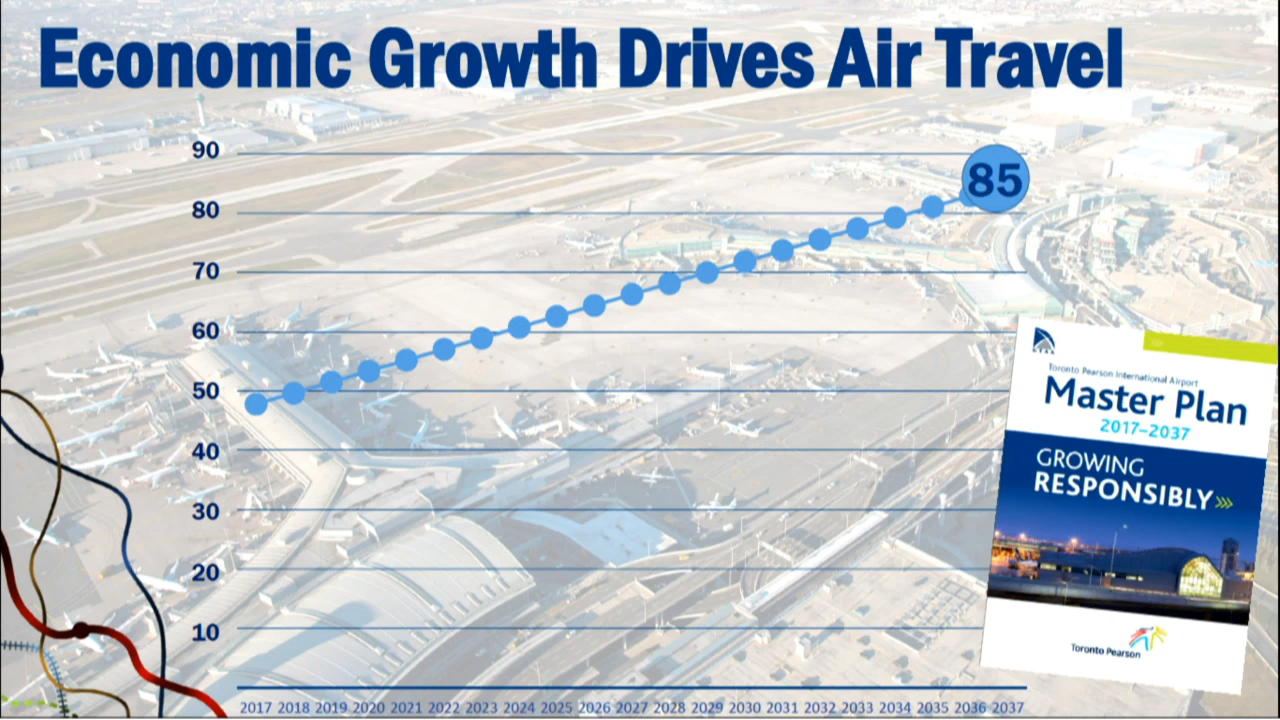 Economic Growth Drives Air Travel
90
85
80
70
60
50
40
30
20
10
2017 2018 2019 2020 2021 2022 2023 2024 2025 2026 2027 2028 2029 2030 2031 2032 2033 2034 2035 2036 2037
Toronto Pearson International Airport
Master Plan
2017–2037
GROWING
RESPONSIBLY
Toronto Pearson